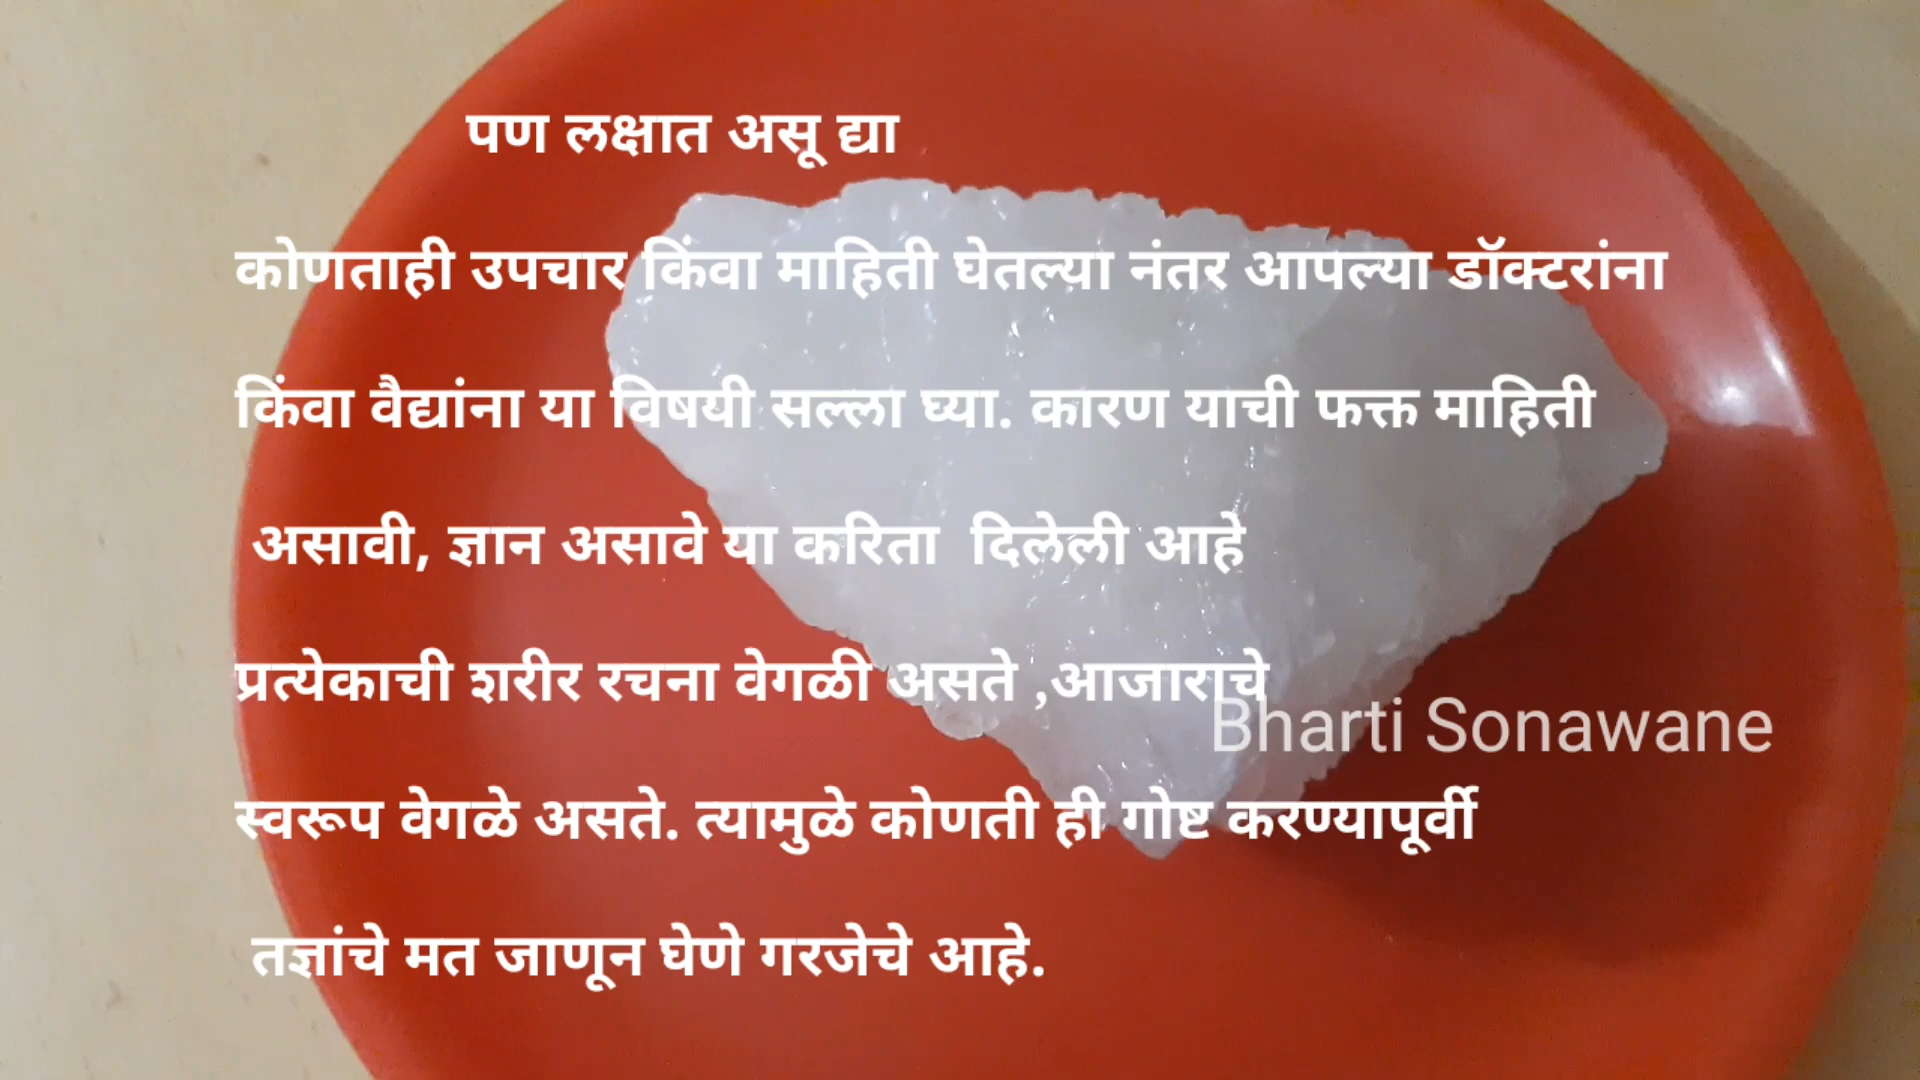 पण लक्षात असू द्या
कोणताही उपचार किंवा माहिती घेतल्या नंतर आपल्या डॉक्टरांना
किंवा वैद्यांना या विषयी सल्ला घ्या. कारण याची फक्त माहिती
असावी, ज्ञान असावे या करिता दिलेली आहे
प्रत्येकाची शरीर रचना वेगळी असते ,आजाराचे
Bharti Sonawane
स्वरूप वेगळे असते. त्यामुळे कोणती ही गोष्ट करण्यापूर्वी
तज्ञांचे मत जाणून घेणे गरजेचे आहे.